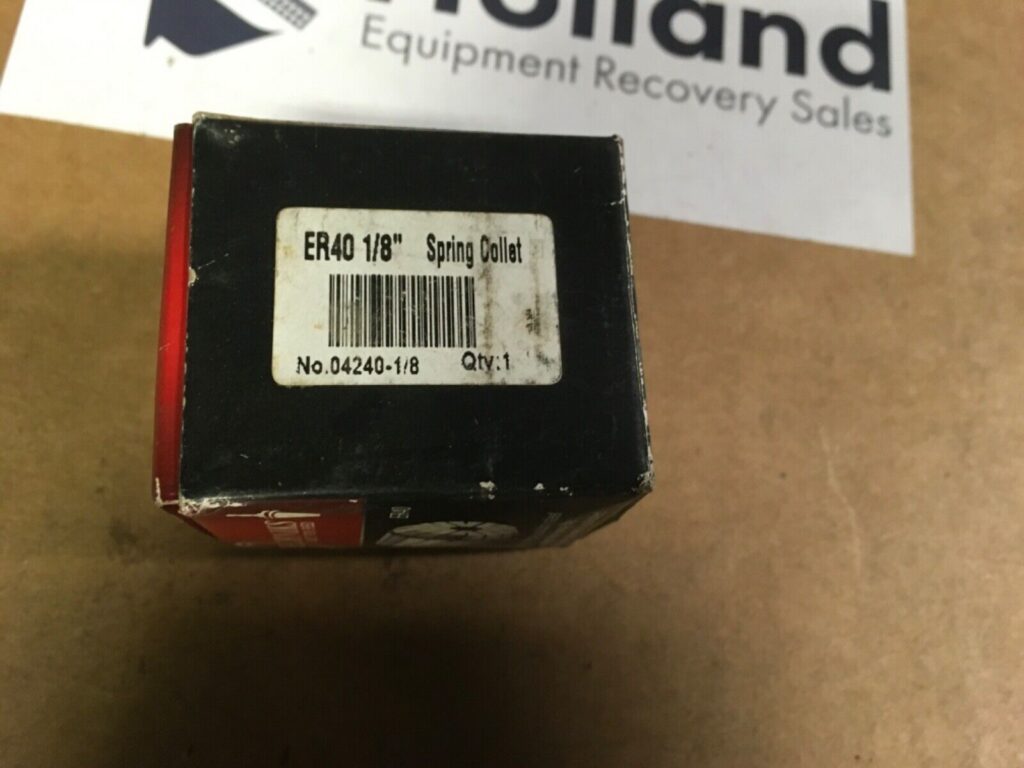 Holland
Equipment Recovery Sales
ER40 1/8" Spring Collet
No.04240-1/8 Qty:1